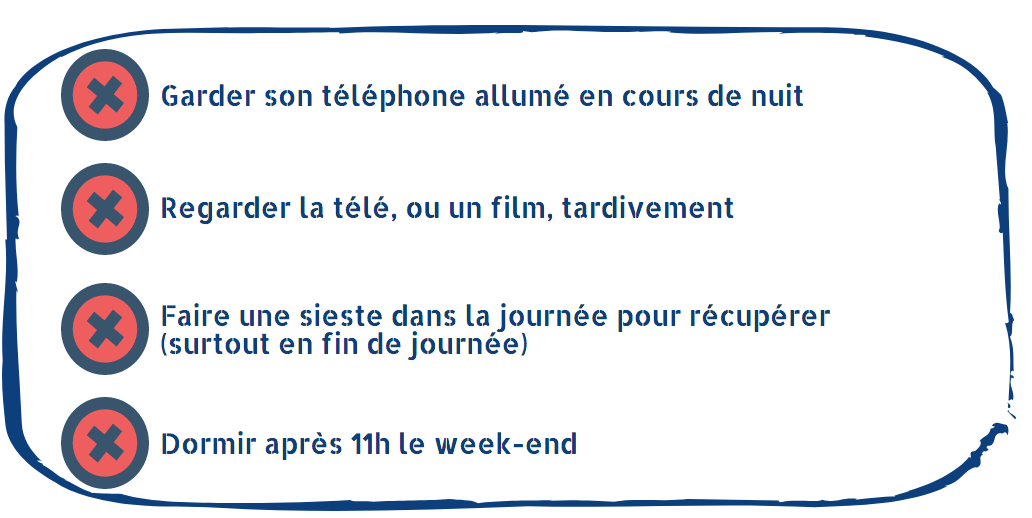 Garder son téléphone allumé en cours de nuit
Regarder la télé, ou un film, tardivement
Faire une sieste dans la journée pour récupérer
(surtout en fin de journée)
Dormir après 11h le week-end